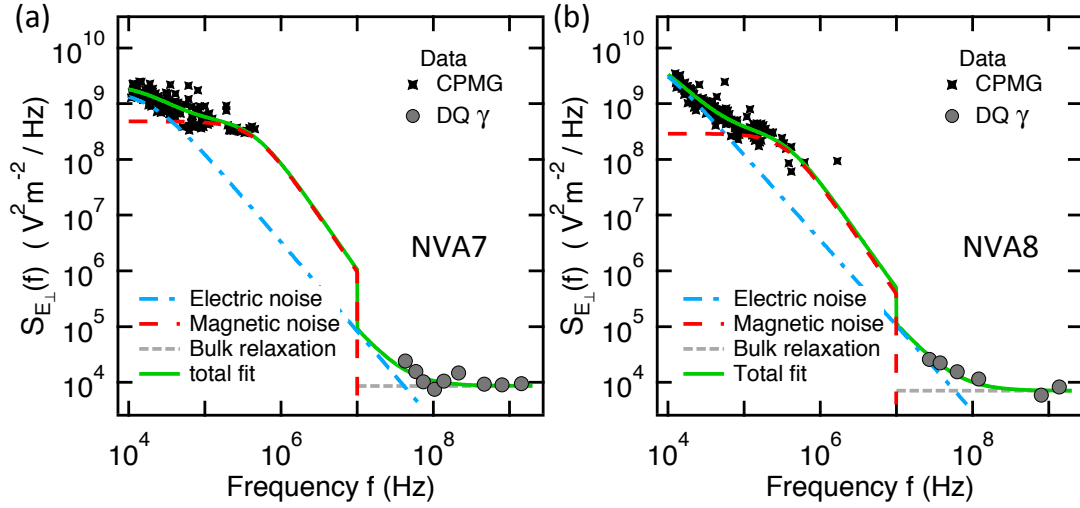 (a)
10^10
10^9
10^8
10^7
10^6
10^5
10^4
S_E⊥(f) ( V^2m^-2 / Hz)
Data
CPMG
DQ γ
NVA7
Electric noise
Magnetic noise
Bulk relaxation
total fit
10^4
10^6
10^8
Frequency f (Hz)
(b)
10^10
10^9
10^8
10^7
10^6
10^5
10^4
S_E⊥(f) ( V^2m^-2 / Hz)
Data
CPMG
DQ γ
NVA8
Electric noise
Magnetic noise
Bulk relaxation
Total fit
10^4
10^6
10^8
Frequency f (Hz)